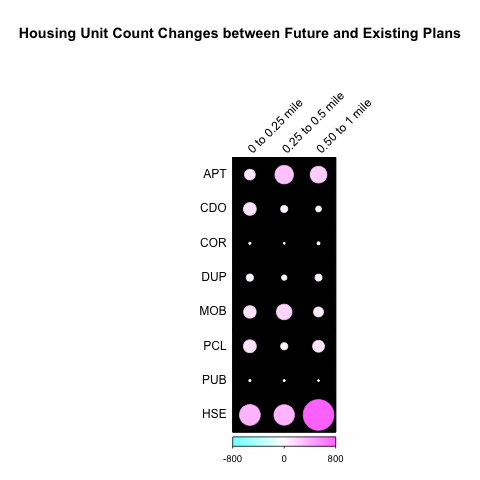 Housing Unit Count Changes between Future and Existing Plans
0 to 0.25 mile
0.25 to 0.5 mile
0.50 to 1 mile
APT
CDO
COR
DUP
MOB
PCL
PUB
HSE
-800 0 800